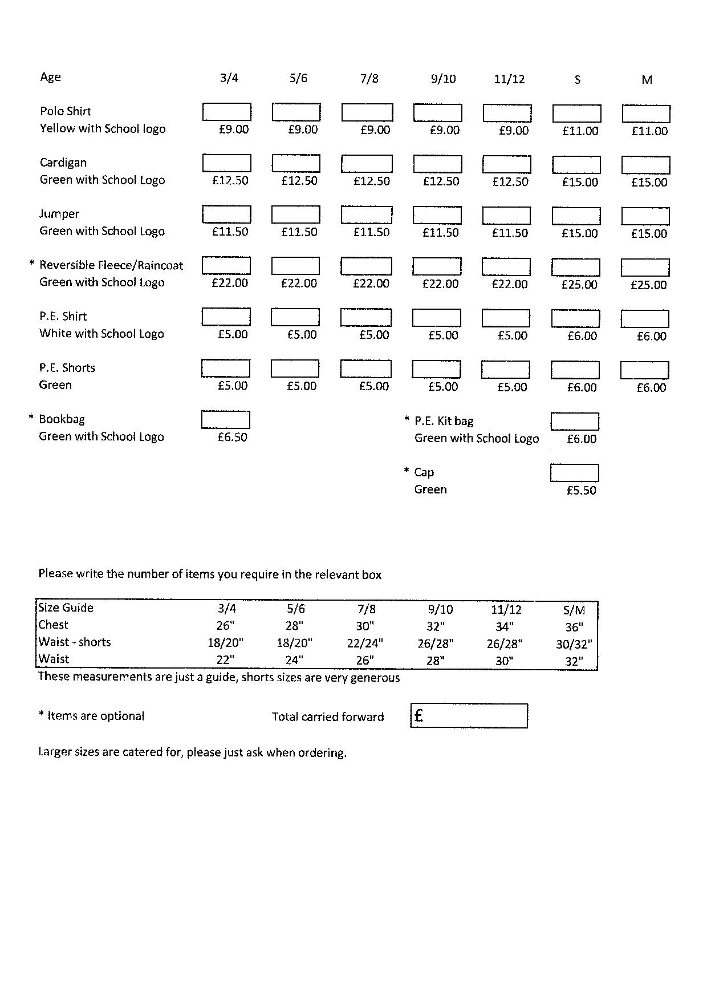 Age 3/4 5/6 7/8 9/10 11/12 S M
Polo Shirt
Yellow with School logo £9.00 £9.00 £9.00 £9.00 £9.00 £11.00 £11.00
Cardigan
Green with School Logo £12.50 £12.50 £12.50 £12.50 £12.50 £15.00 £15.00
Jumper
Green with School Logo £11.50 £11.50 £11.50 £11.50 £11.50 £15.00 £15.00
* Reversible Fleece/Raincoat
Green with School Logo £22.00 £22.00 £22.00 £22.00 £22.00 £25.00 £25.00
P.E. Shirt
White with School Logo £5.00 £5.00 £5.00 £5.00 £5.00 £6.00 £6.00
P.E. Shorts
Green £5.00 £5.00 £5.00 £5.00 £5.00 £6.00 £6.00
* Bookbag * P.E. Kit bag
Green with School Logo £6.50 Green with School Logo £6.00
* Cap
Green £5.50
Please write the number of items you require in the relevant box
Size Guide 3/4 5/6 7/8 9/10 11/12 S/M
Chest 26" 28" 30" 32" 34" 36"
Waist - shorts 18/20" 18/20" 22/24" 26/28" 26/28" 30/32"
Waist 22" 24" 26" 28" 30" 32"
These measurements are just a guide, shorts sizes are very generous
* Items are optional Total carried forward £
Larger sizes are catered for, please just ask when ordering.